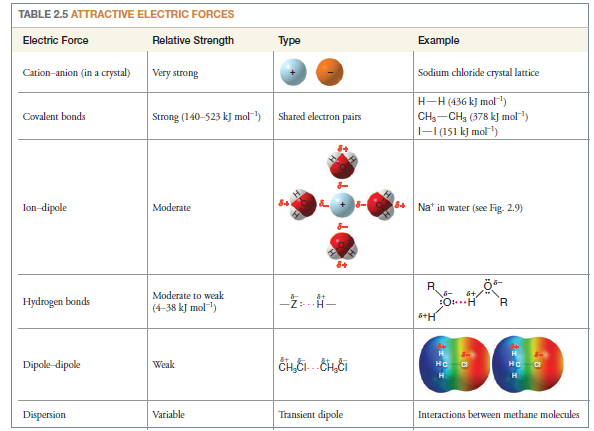 TABLE 2.5 ATTRACTIVE ELECTRIC FORCES
Electric Force Relative Strength Type Example
Cation–anion (in a crystal) Very strong + − Sodium chloride crystal lattice
H—H (436 kJ mol⁻¹)
Covalent bonds Strong (140–523 kJ mol⁻¹) Shared electron pairs CH₃—CH₃ (378 kJ mol⁻¹)
I—I (151 kJ mol⁻¹)
δ+
H H
O
δ−
H H
Ion–dipole Moderate δ+ O δ− + δ− O δ+ Na⁺ in water (see Fig. 2.9)
H H
δ−
O
H H
δ+
R δ− δ+ Ö δ−
Hydrogen bonds Moderate to weak —Z:···H— :O:···H R
(4–38 kJ mol⁻¹) δ− δ+ δ+H
Dipole–dipole Weak δ+ δ− δ+ δ− δ+ δ− δ+ δ−
CH₃Cl···CH₃Cl H HC Cl H H HC Cl H
Dispersion Variable Transient dipole Interactions between methane molecules